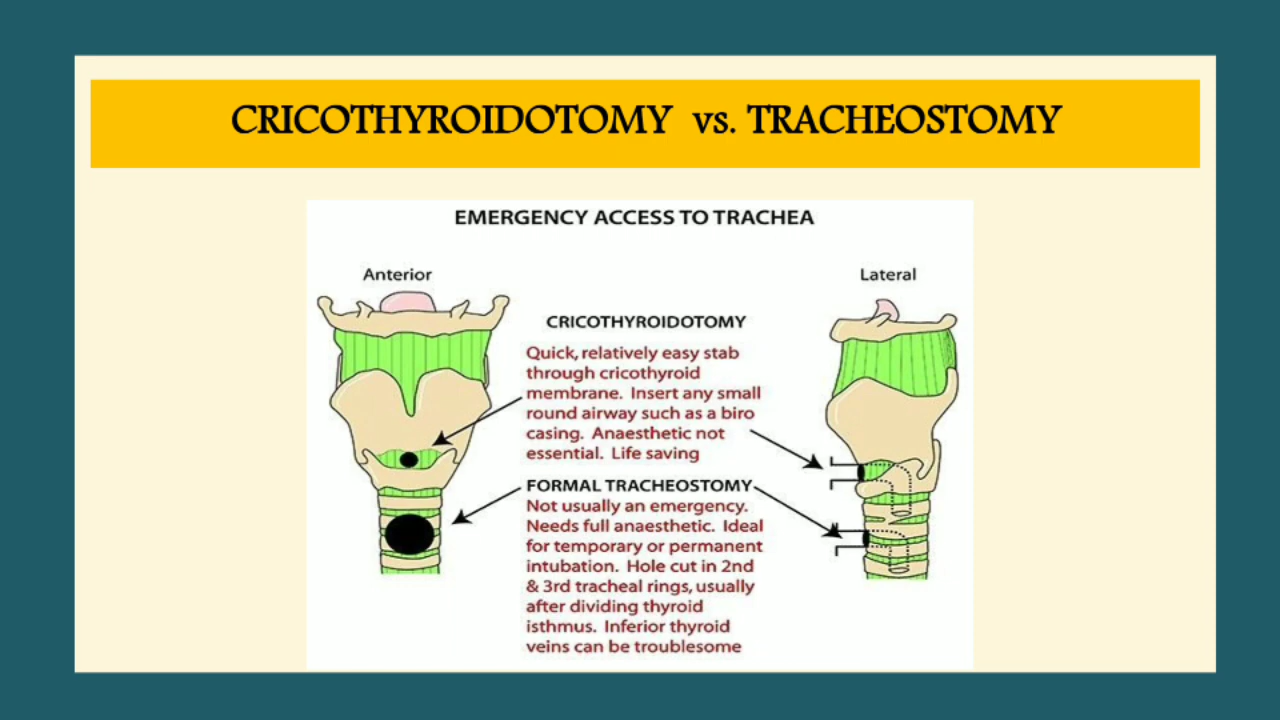 CRICOTHYROIDOTOMY vs. TRACHEOSTOMY
EMERGENCY ACCESS TO TRACHEA
Anterior
Lateral
CRICOTHYROIDOTOMY
Quick, relatively easy stab
through cricothyroid
membrane. Insert any small
round airway such as a biro
casing. Anaesthetic not
essential. Life saving
FORMAL TRACHEOSTOMY
Not usually an emergency.
Needs full anaesthetic. Ideal
for temporary or permanent
intubation. Hole cut in 2nd
& 3rd tracheal rings, usually
after dividing thyroid
isthmus. Inferior thyroid
veins can be troublesome